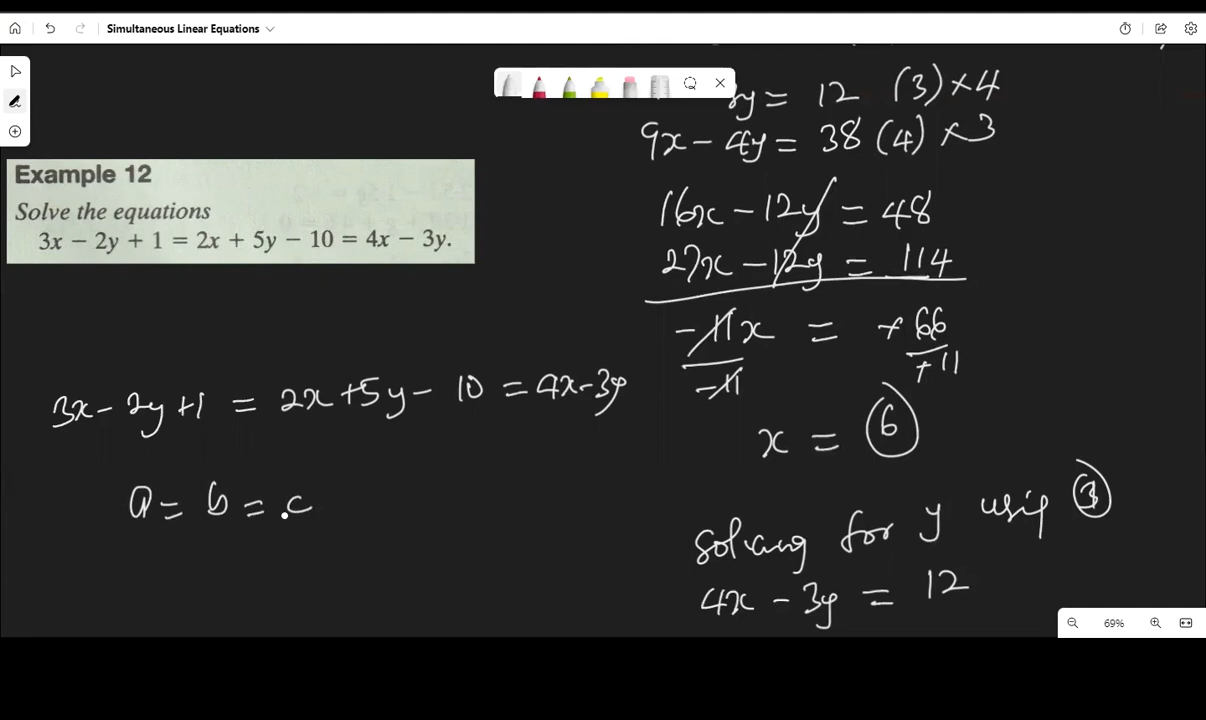 Simultaneous Linear Equations
Example 12
Solve the equations
3x − 2y + 1 = 2x + 5y − 10 = 4x − 3y.
3x - 2y + 1 = 2x + 5y - 10 = 4x - 3y
a = b = c
y = 12 (3) × 4
9x - 4y = 38 (4) × 3
16x - 12y = 48
27x - 12y = 114
-11x = +66
-11 +11
x = 6
solving for y using 3
4x - 3y = 12
69%